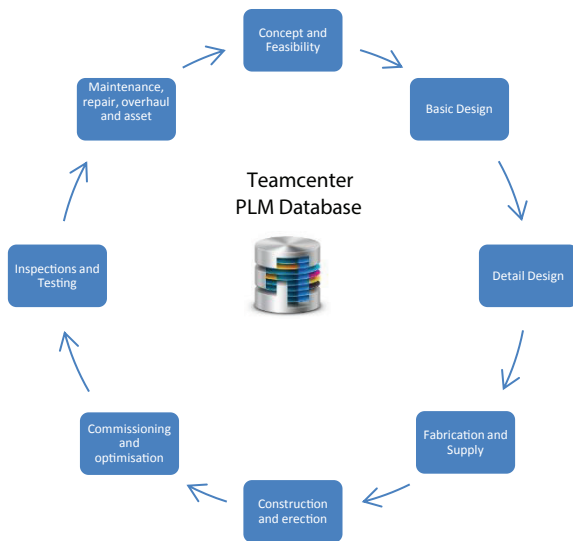 Concept and
Feasibility
Basic Design
Detail Design
Fabrication and
Supply
Construction
and erection
Commissioning
and
optimisation
Inspections and
Testing
Maintenance,
repair, overhaul
and asset
Teamcenter
PLM Database